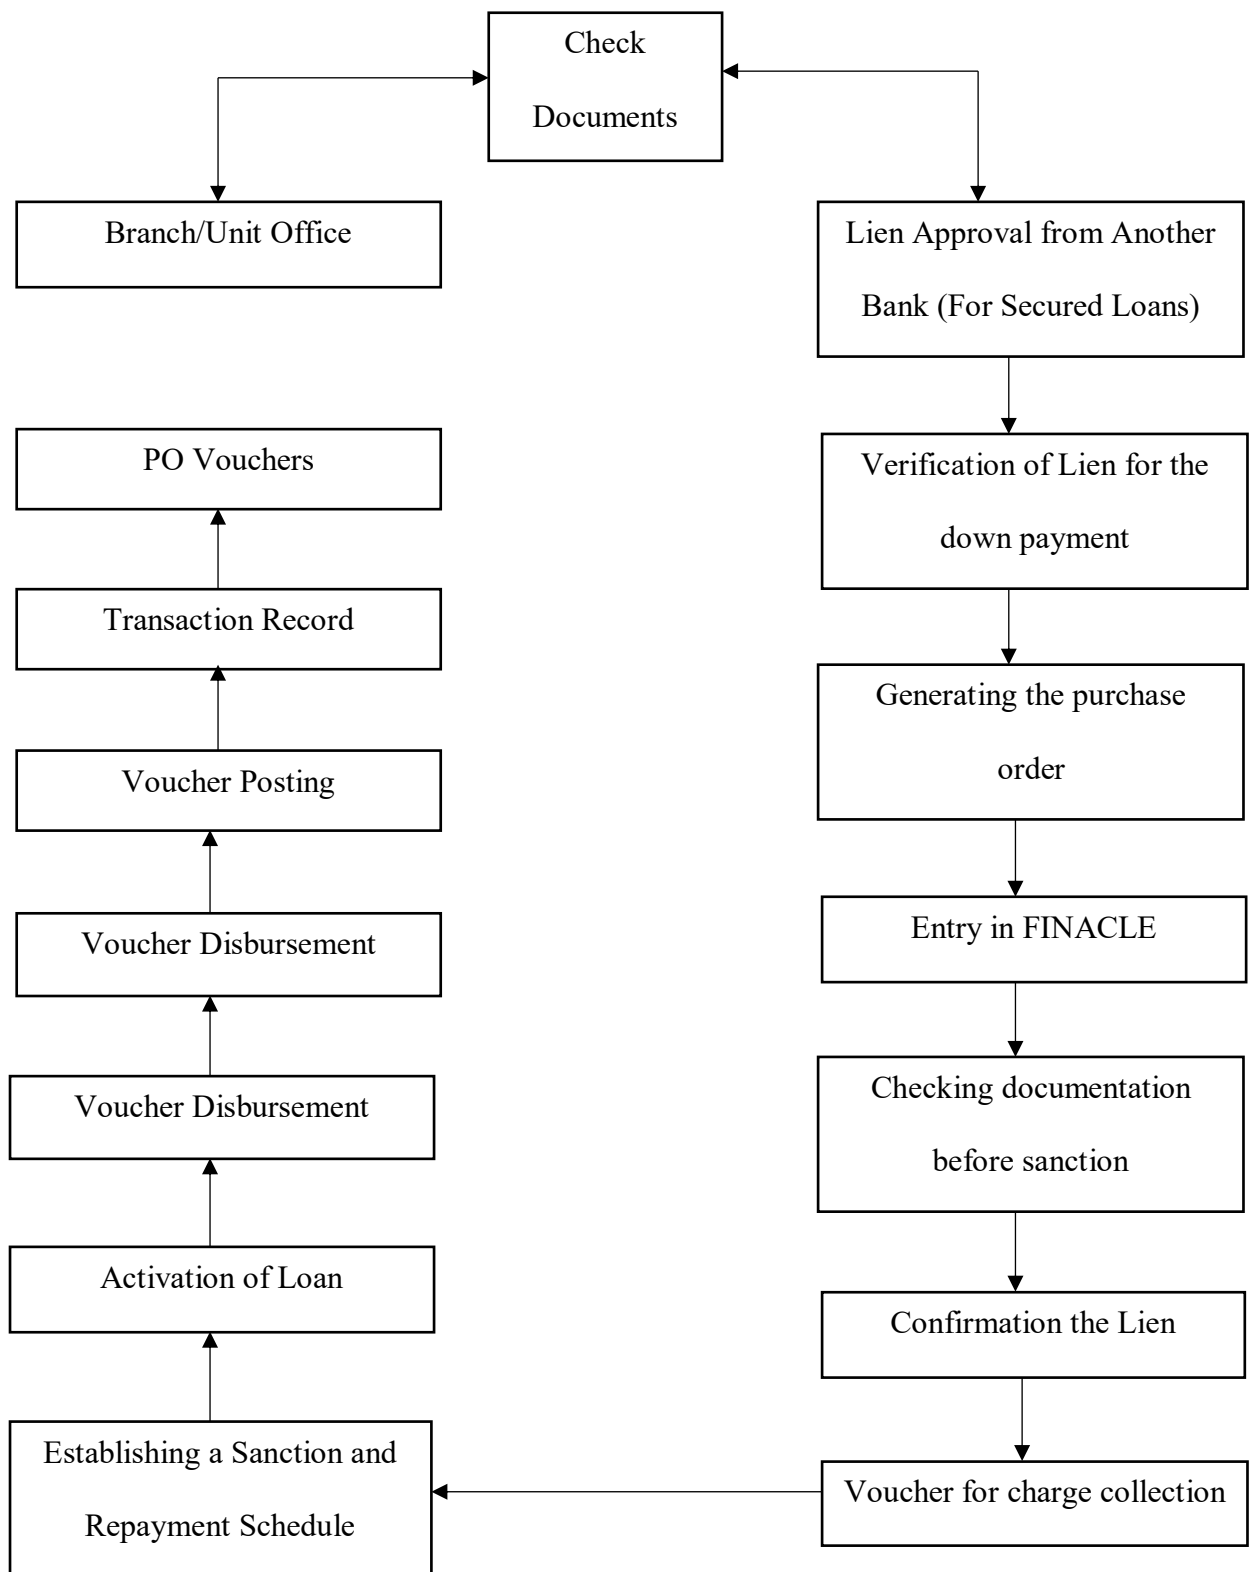 Check
Documents
Branch/Unit Office
Lien Approval from Another
Bank (For Secured Loans)
PO Vouchers
Verification of Lien for the
down payment
Transaction Record
Generating the purchase
order
Voucher Posting
Entry in FINACLE
Voucher Disbursement
Checking documentation
before sanction
Voucher Disbursement
Activation of Loan
Confirmation the Lien
Establishing a Sanction and
Repayment Schedule
Voucher for charge collection